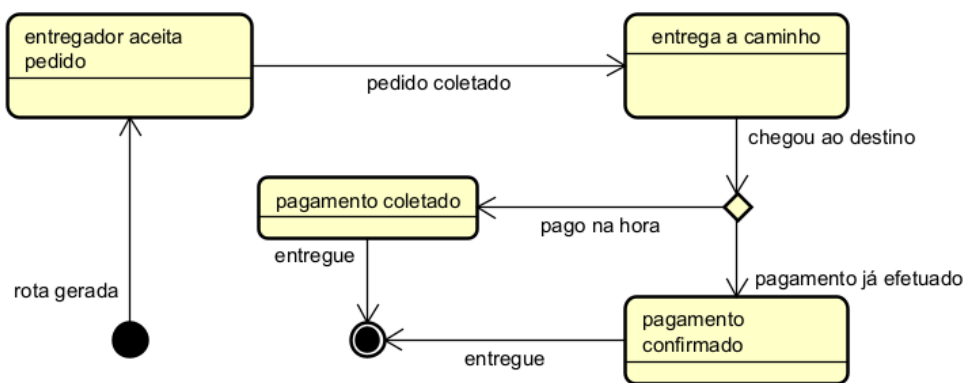 entregador aceita
pedido
entrega a caminho
pedido coletado
chegou ao destino
pagamento coletado
pago na hora
entregue
rota gerada
pagamento já efetuado
pagamento
confirmado
entregue